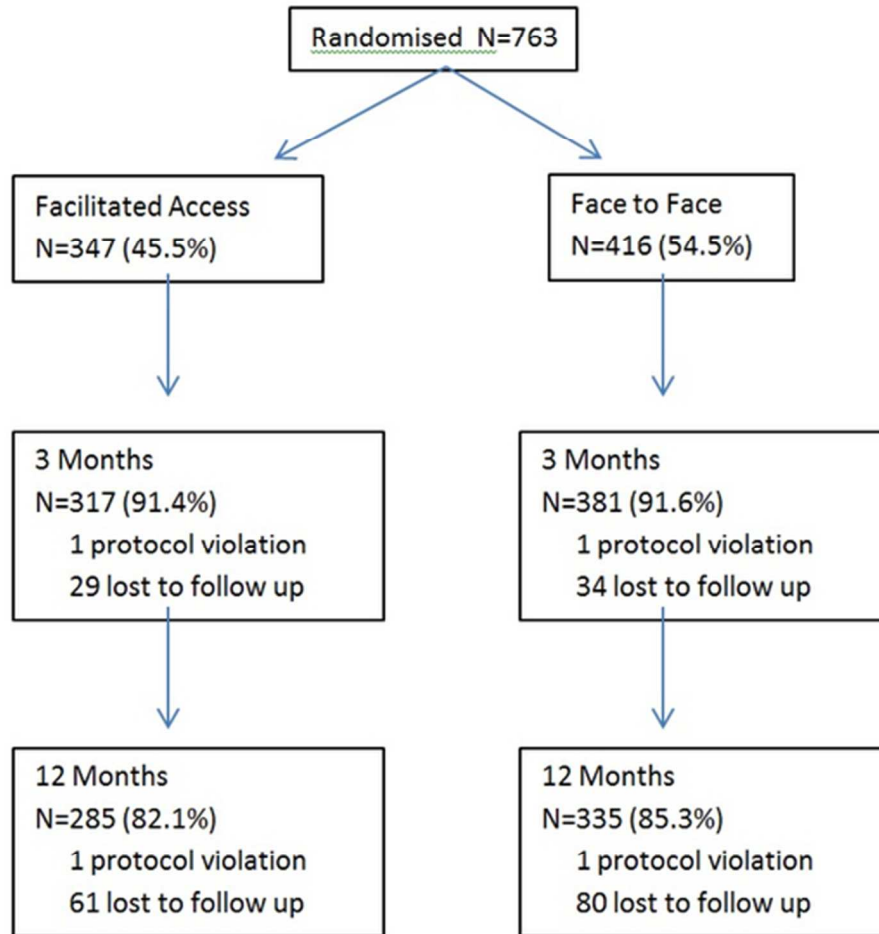 Randomised N=763
Facilitated Access
N=347 (45.5%)
Face to Face
N=416 (54.5%)
3 Months
N=317 (91.4%)
1 protocol violation
29 lost to follow up
3 Months
N=381 (91.6%)
1 protocol violation
34 lost to follow up
12 Months
N=285 (82.1%)
1 protocol violation
61 lost to follow up
12 Months
N=335 (85.3%)
1 protocol violation
80 lost to follow up